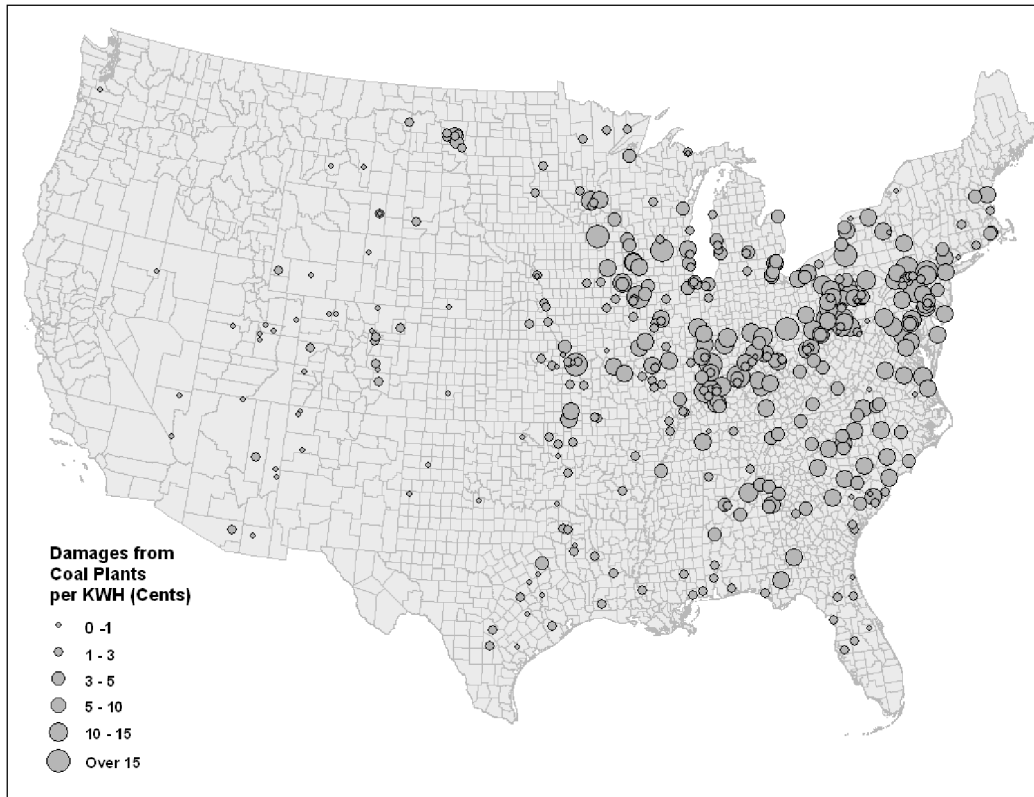 Damages from
Coal Plants
per KWH (Cents)
0 -1
1 - 3
3 - 5
5 - 10
10 - 15
Over 15